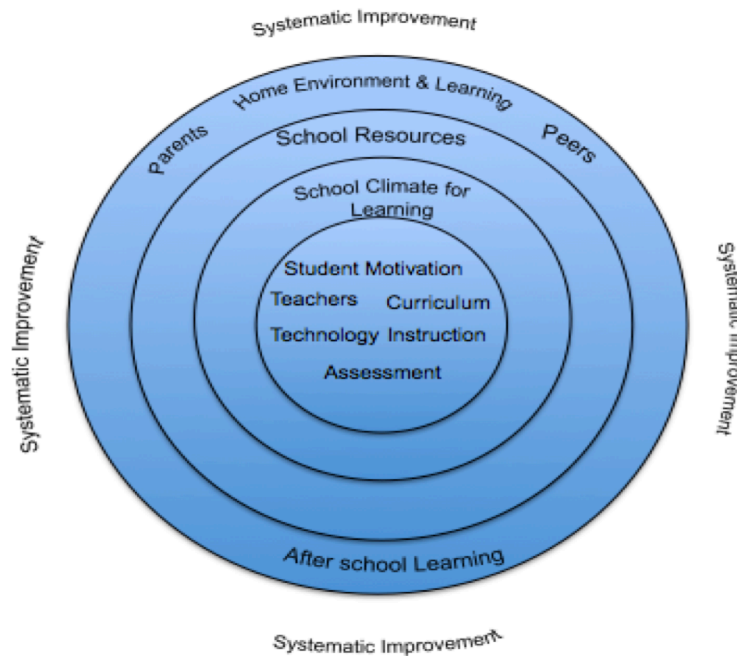 Systematic Improvement
Home Environment & Learning
Parents
Peers
School Resources
School Climate for
Learning
Student Motivation
Teachers
Curriculum
Technology
Instruction
Assessment
Systematic Improvement
Systematic Improvement
After school Learning
Systematic Improvement